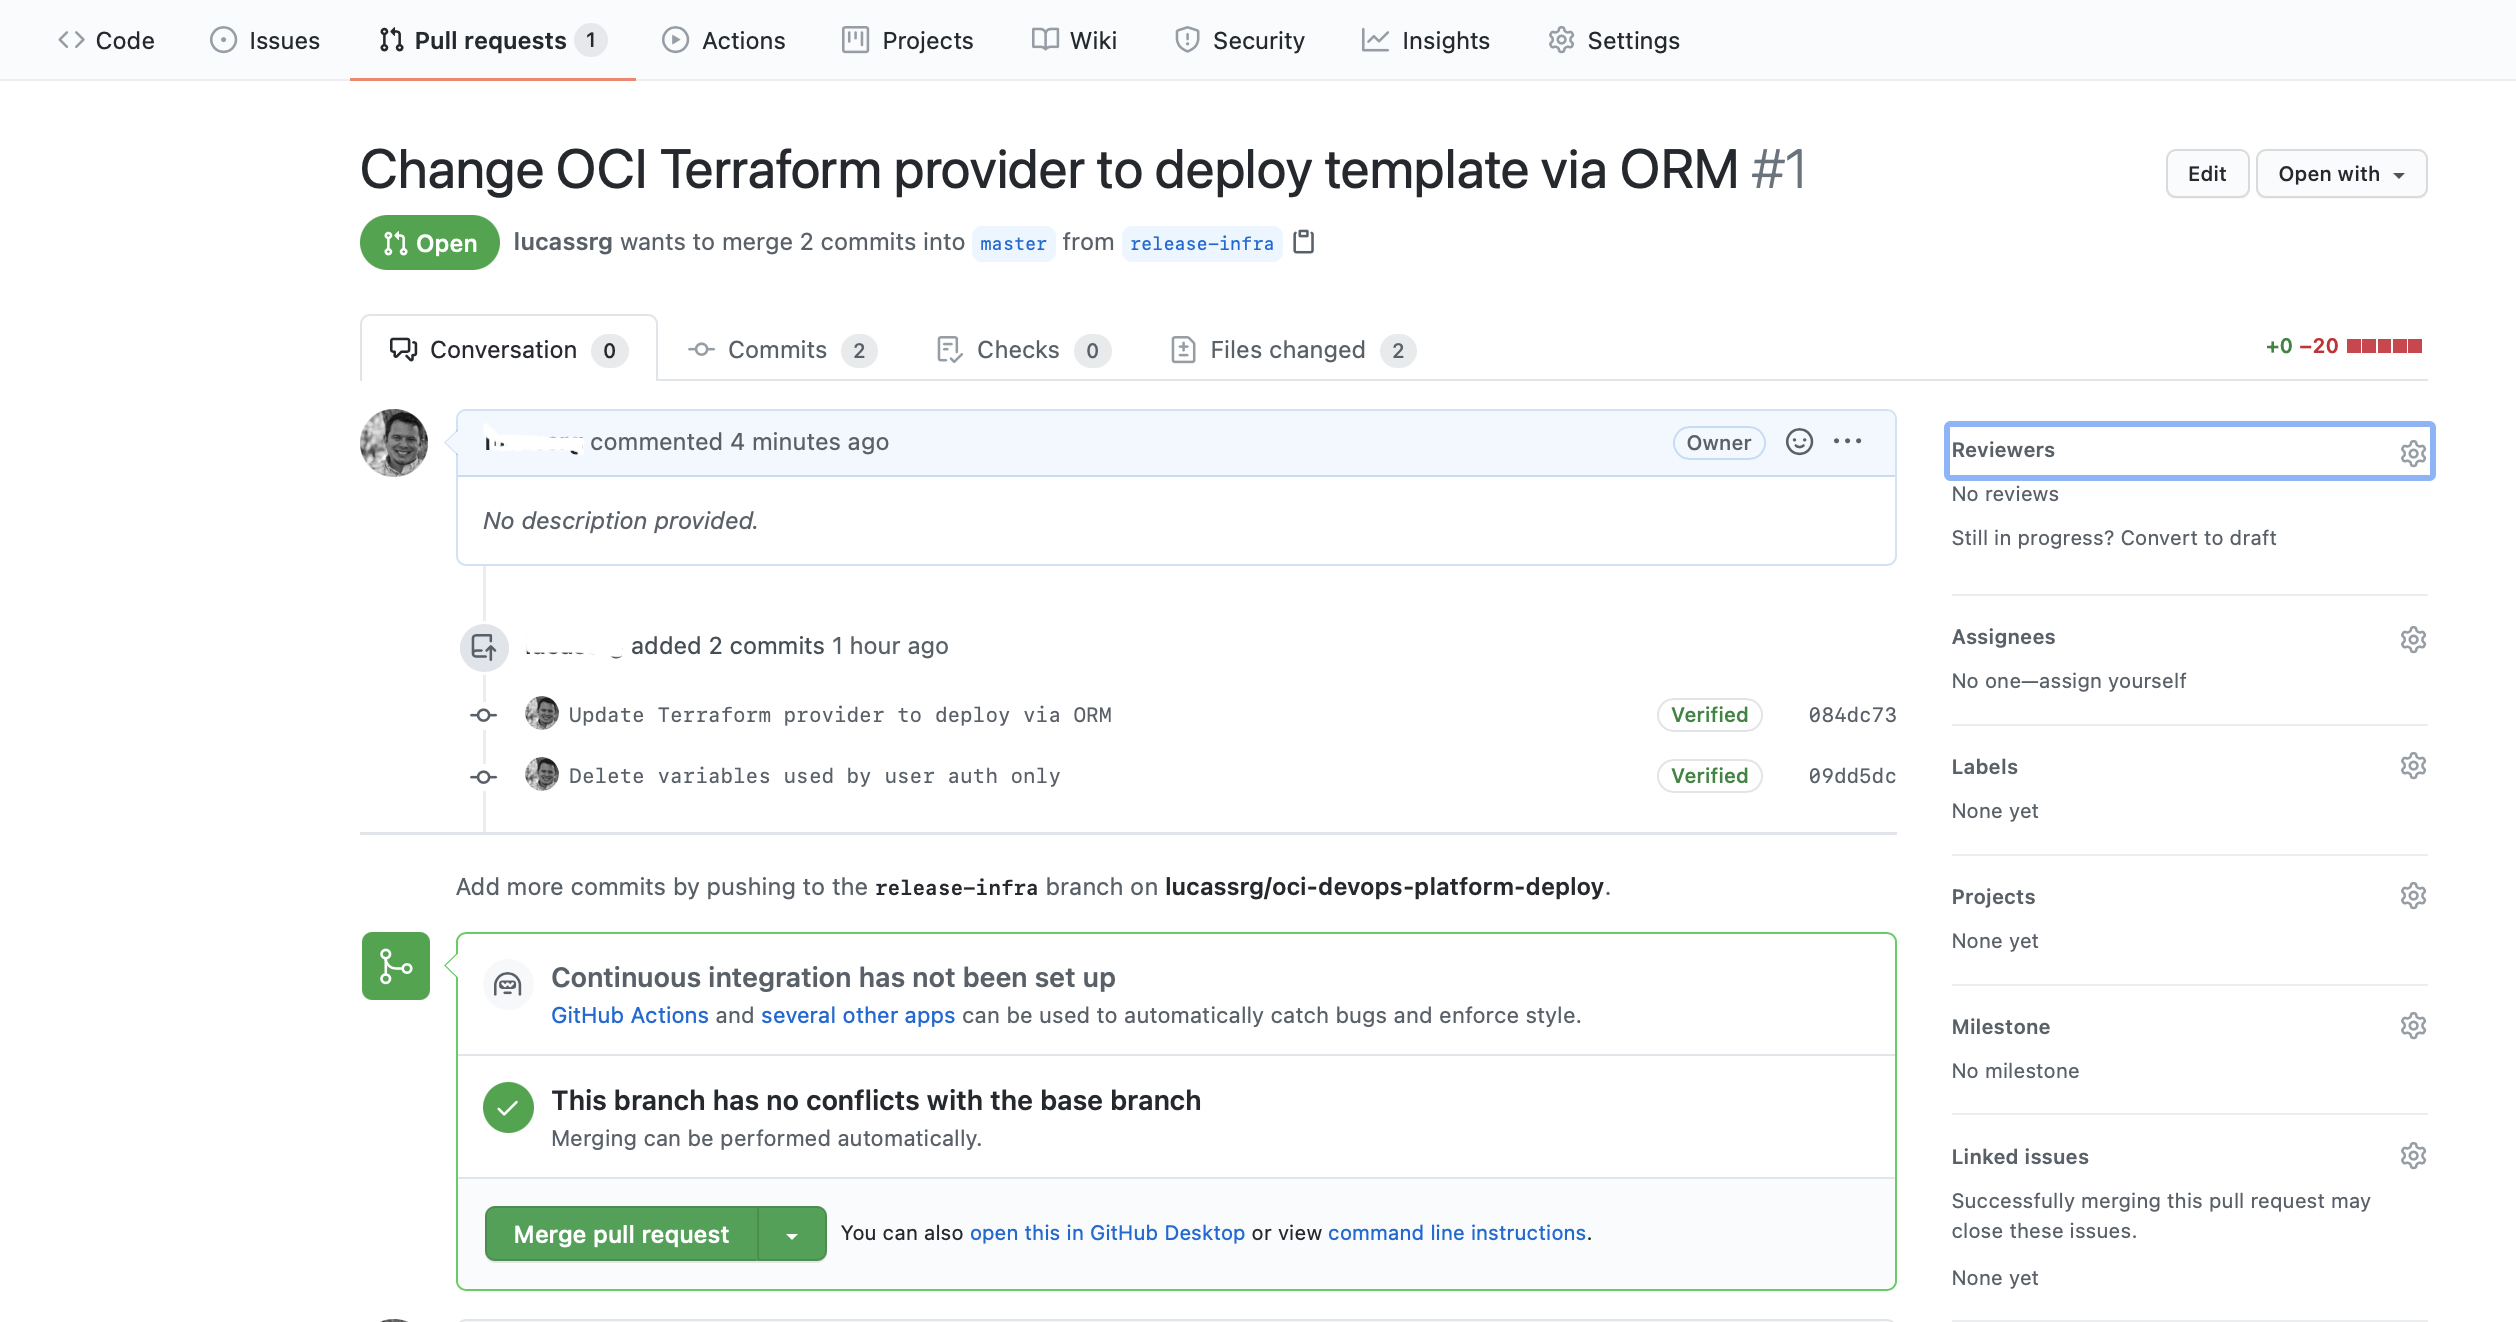 Code Issues Pull requests 1 Actions Projects Wiki Security Insights Settings
Change OCI Terraform provider to deploy template via ORM #1
Edit Open with
Open lucassrg wants to merge 2 commits into master from release-infra
Conversation 0 Commits 2 Checks 0 Files changed 2
+0 −20
commented 4 minutes ago
Owner
No description provided.
added 2 commits 1 hour ago
Update Terraform provider to deploy via ORM Verified 084dc73
Delete variables used by user auth only Verified 09dd5dc
Add more commits by pushing to the release-infra branch on lucassrg/oci-devops-platform-deploy.
Continuous integration has not been set up
GitHub Actions and several other apps can be used to automatically catch bugs and enforce style.
This branch has no conflicts with the base branch
Merging can be performed automatically.
Merge pull request You can also open this in GitHub Desktop or view command line instructions.
Reviewers
No reviews
Still in progress? Convert to draft
Assignees
No one—assign yourself
Labels
None yet
Projects
None yet
Milestone
No milestone
Linked issues
Successfully merging this pull request may
close these issues.
None yet